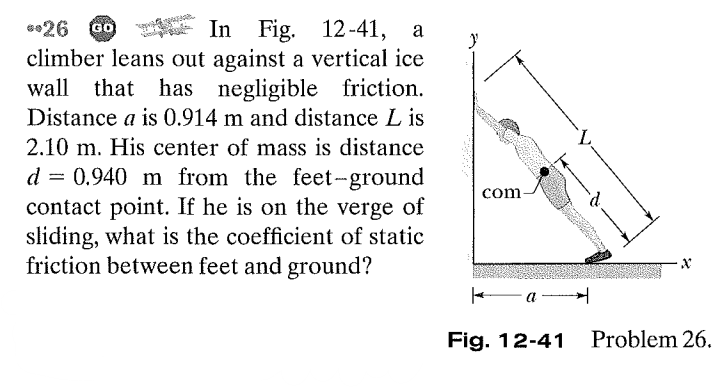 ••26 GO In Fig. 12-41, a
climber leans out against a vertical ice
wall that has negligible friction.
Distance a is 0.914 m and distance L is
2.10 m. His center of mass is distance
d = 0.940 m from the feet–ground
contact point. If he is on the verge of
sliding, what is the coefficient of static
friction between feet and ground?
y
L
com
d
x
a
Fig. 12-41 Problem 26.